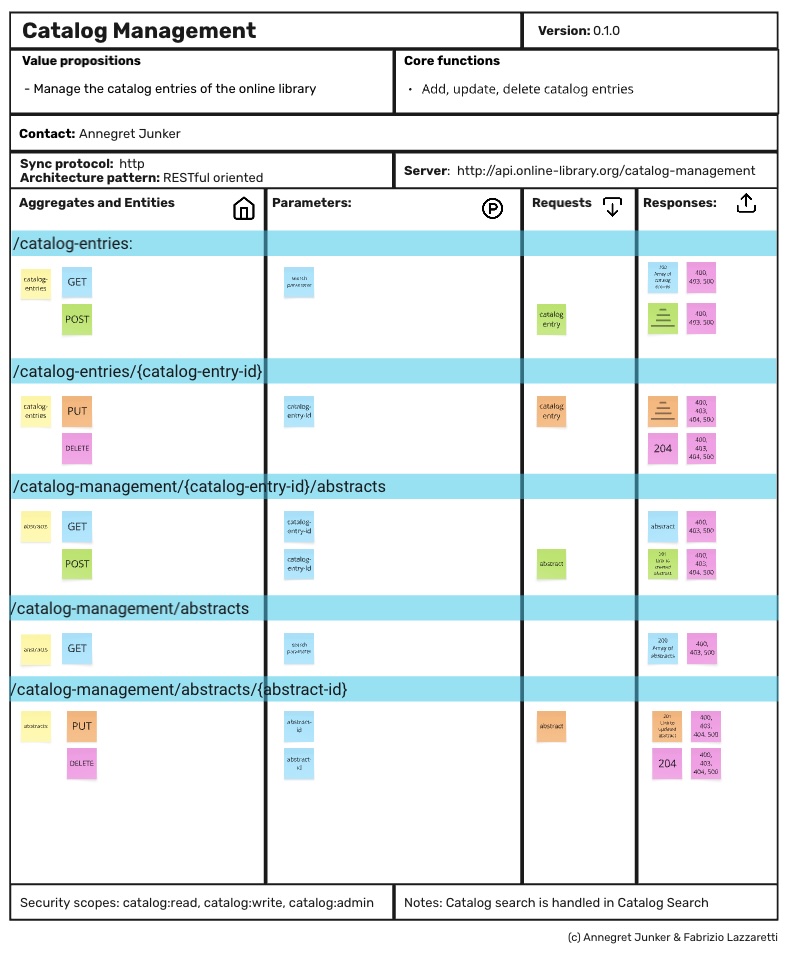 Catalog Management
Version: 0.1.0
Value propositions
- Manage the catalog entries of the online library
Core functions
• Add, update, delete catalog entries
Contact: Annegret Junker
Sync protocol: http
Architecture pattern: RESTful oriented
Server: http://api.online-library.org/catalog-management
Aggregates and Entities
Parameters:
P
Requests
Responses:
/catalog-entries:
catalog-
entries
GET
search
parameter
200
Array of
catalog
entries
400,
403, 500
POST
catalog
entry
400,
403, 500
/catalog-entries/{catalog-entry-id}
catalog-
entries
PUT
catalog-
entry-id
catalog
entry
400,
403,
404, 500
DELETE
204
400,
403,
404, 500
/catalog-management/{catalog-entry-id}/abstracts
abstracts
GET
catalog-
entry-id
abstract
400,
403, 500
POST
catalog-
entry-id
abstract
201
Link to
created
abstract
400,
403,
404, 500
/catalog-management/abstracts
abstracts
GET
search
parameter
200
Array of
abstracts
400,
403, 500
/catalog-management/abstracts/{abstract-id}
abstracts
PUT
abstract-
id
abstract
201
Link to
updated
abstract
400,
403,
404, 500
DELETE
abstract-
id
204
400,
403,
404, 500
Security scopes: catalog:read, catalog:write, catalog:admin
Notes: Catalog search is handled in Catalog Search
(c) Annegret Junker & Fabrizio Lazzaretti